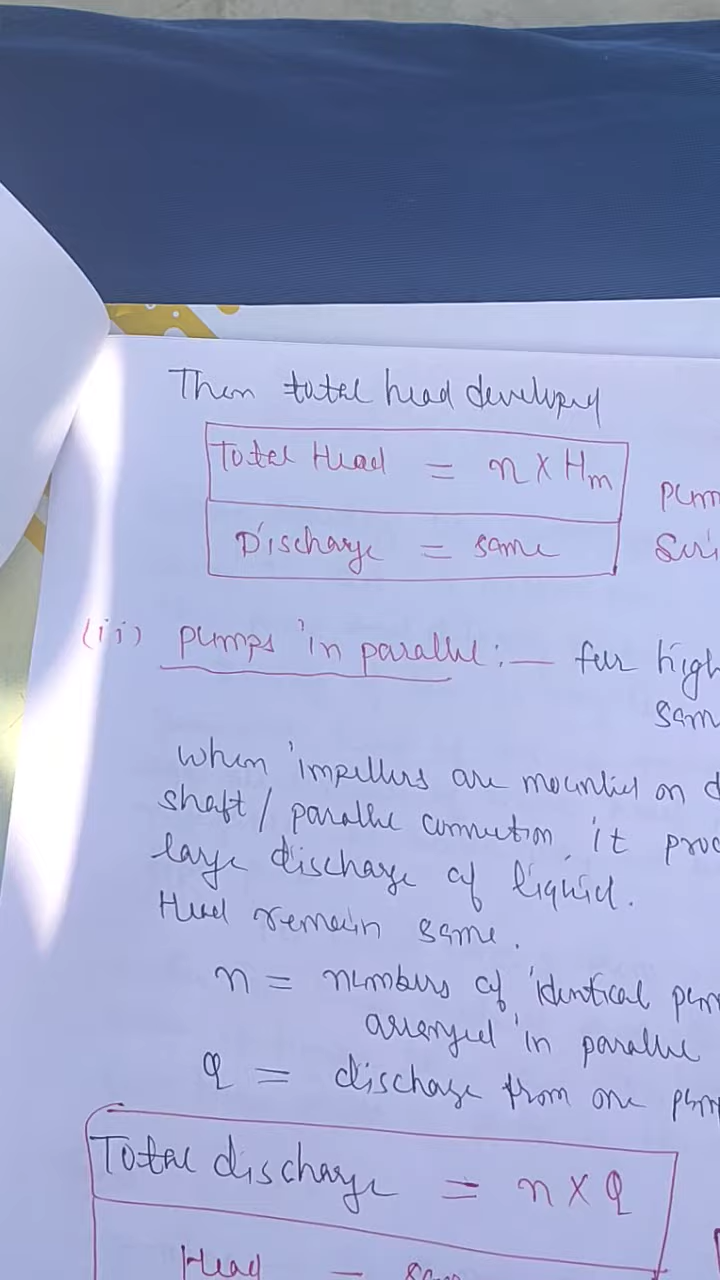 Then total head developed
Total Head = n X Hm
Discharge = same
(ii) pumps in parallel :— for high
same
when impellers are mounted on
shaft / parallel connection, it
large discharge of liquid.
Head remain same.
n = numbers of identical
arranged in parallel
Q = discharge from one
Total discharge = n X Q
Head =